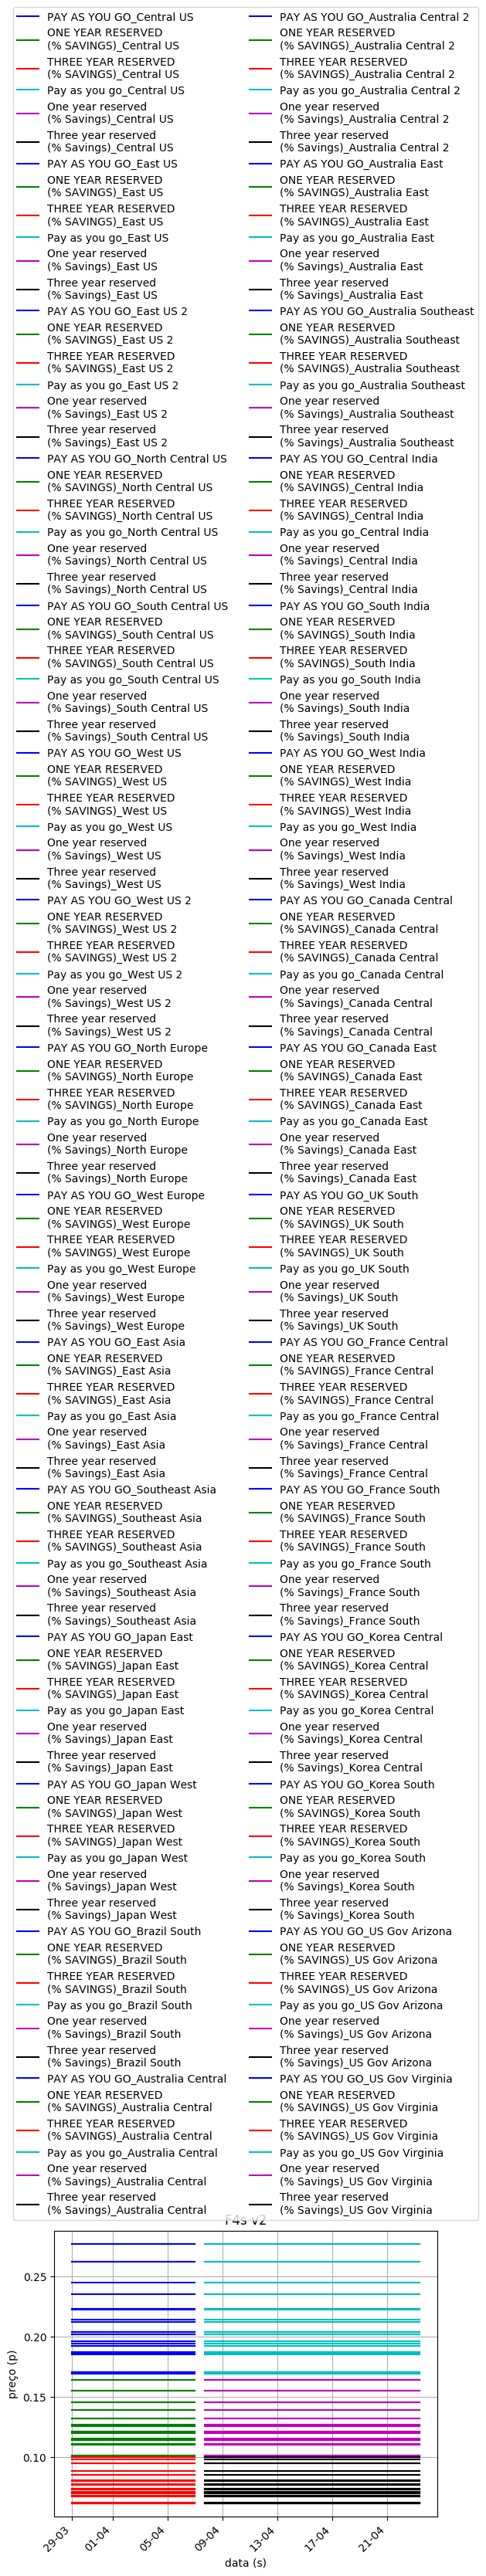 PAY AS YOU GO_Central US
ONE YEAR RESERVED
(% SAVINGS)_Central US
THREE YEAR RESERVED
(% SAVINGS)_Central US
Pay as you go_Central US
One year reserved
(% Savings)_Central US
Three year reserved
(% Savings)_Central US
PAY AS YOU GO_East US
ONE YEAR RESERVED
(% SAVINGS)_East US
THREE YEAR RESERVED
(% SAVINGS)_East US
Pay as you go_East US
One year reserved
(% Savings)_East US
Three year reserved
(% Savings)_East US
PAY AS YOU GO_East US 2
ONE YEAR RESERVED
(% SAVINGS)_East US 2
THREE YEAR RESERVED
(% SAVINGS)_East US 2
Pay as you go_East US 2
One year reserved
(% Savings)_East US 2
Three year reserved
(% Savings)_East US 2
PAY AS YOU GO_North Central US
ONE YEAR RESERVED
(% SAVINGS)_North Central US
THREE YEAR RESERVED
(% SAVINGS)_North Central US
Pay as you go_North Central US
One year reserved
(% Savings)_North Central US
Three year reserved
(% Savings)_North Central US
PAY AS YOU GO_South Central US
ONE YEAR RESERVED
(% SAVINGS)_South Central US
THREE YEAR RESERVED
(% SAVINGS)_South Central US
Pay as you go_South Central US
One year reserved
(% Savings)_South Central US
Three year reserved
(% Savings)_South Central US
PAY AS YOU GO_West US
ONE YEAR RESERVED
(% SAVINGS)_West US
THREE YEAR RESERVED
(% SAVINGS)_West US
Pay as you go_West US
One year reserved
(% Savings)_West US
Three year reserved
(% Savings)_West US
PAY AS YOU GO_West US 2
ONE YEAR RESERVED
(% SAVINGS)_West US 2
THREE YEAR RESERVED
(% SAVINGS)_West US 2
Pay as you go_West US 2
One year reserved
(% Savings)_West US 2
Three year reserved
(% Savings)_West US 2
PAY AS YOU GO_North Europe
ONE YEAR RESERVED
(% SAVINGS)_North Europe
THREE YEAR RESERVED
(% SAVINGS)_North Europe
Pay as you go_North Europe
One year reserved
(% Savings)_North Europe
Three year reserved
(% Savings)_North Europe
PAY AS YOU GO_West Europe
ONE YEAR RESERVED
(% SAVINGS)_West Europe
THREE YEAR RESERVED
(% SAVINGS)_West Europe
Pay as you go_West Europe
One year reserved
(% Savings)_West Europe
Three year reserved
(% Savings)_West Europe
PAY AS YOU GO_East Asia
ONE YEAR RESERVED
(% SAVINGS)_East Asia
THREE YEAR RESERVED
(% SAVINGS)_East Asia
Pay as you go_East Asia
One year reserved
(% Savings)_East Asia
Three year reserved
(% Savings)_East Asia
PAY AS YOU GO_Southeast Asia
ONE YEAR RESERVED
(% SAVINGS)_Southeast Asia
THREE YEAR RESERVED
(% SAVINGS)_Southeast Asia
Pay as you go_Southeast Asia
One year reserved
(% Savings)_Southeast Asia
Three year reserved
(% Savings)_Southeast Asia
PAY AS YOU GO_Japan East
ONE YEAR RESERVED
(% SAVINGS)_Japan East
THREE YEAR RESERVED
(% SAVINGS)_Japan East
Pay as you go_Japan East
One year reserved
(% Savings)_Japan East
Three year reserved
(% Savings)_Japan East
PAY AS YOU GO_Japan West
ONE YEAR RESERVED
(% SAVINGS)_Japan West
THREE YEAR RESERVED
(% SAVINGS)_Japan West
Pay as you go_Japan West
One year reserved
(% Savings)_Japan West
Three year reserved
(% Savings)_Japan West
PAY AS YOU GO_Brazil South
ONE YEAR RESERVED
(% SAVINGS)_Brazil South
THREE YEAR RESERVED
(% SAVINGS)_Brazil South
Pay as you go_Brazil South
One year reserved
(% Savings)_Brazil South
Three year reserved
(% Savings)_Brazil South
PAY AS YOU GO_Australia Central
ONE YEAR RESERVED
(% SAVINGS)_Australia Central
THREE YEAR RESERVED
(% SAVINGS)_Australia Central
Pay as you go_Australia Central
One year reserved
(% Savings)_Australia Central
Three year reserved
(% Savings)_Australia Central
PAY AS YOU GO_Australia Central 2
ONE YEAR RESERVED
(% SAVINGS)_Australia Central 2
THREE YEAR RESERVED
(% SAVINGS)_Australia Central 2
Pay as you go_Australia Central 2
One year reserved
(% Savings)_Australia Central 2
Three year reserved
(% Savings)_Australia Central 2
PAY AS YOU GO_Australia East
ONE YEAR RESERVED
(% SAVINGS)_Australia East
THREE YEAR RESERVED
(% SAVINGS)_Australia East
Pay as you go_Australia East
One year reserved
(% Savings)_Australia East
Three year reserved
(% Savings)_Australia East
PAY AS YOU GO_Australia Southeast
ONE YEAR RESERVED
(% SAVINGS)_Australia Southeast
THREE YEAR RESERVED
(% SAVINGS)_Australia Southeast
Pay as you go_Australia Southeast
One year reserved
(% Savings)_Australia Southeast
Three year reserved
(% Savings)_Australia Southeast
PAY AS YOU GO_Central India
ONE YEAR RESERVED
(% SAVINGS)_Central India
THREE YEAR RESERVED
(% SAVINGS)_Central India
Pay as you go_Central India
One year reserved
(% Savings)_Central India
Three year reserved
(% Savings)_Central India
PAY AS YOU GO_South India
ONE YEAR RESERVED
(% SAVINGS)_South India
THREE YEAR RESERVED
(% SAVINGS)_South India
Pay as you go_South India
One year reserved
(% Savings)_South India
Three year reserved
(% Savings)_South India
PAY AS YOU GO_West India
ONE YEAR RESERVED
(% SAVINGS)_West India
THREE YEAR RESERVED
(% SAVINGS)_West India
Pay as you go_West India
One year reserved
(% Savings)_West India
Three year reserved
(% Savings)_West India
PAY AS YOU GO_Canada Central
ONE YEAR RESERVED
(% SAVINGS)_Canada Central
THREE YEAR RESERVED
(% SAVINGS)_Canada Central
Pay as you go_Canada Central
One year reserved
(% Savings)_Canada Central
Three year reserved
(% Savings)_Canada Central
PAY AS YOU GO_Canada East
ONE YEAR RESERVED
(% SAVINGS)_Canada East
THREE YEAR RESERVED
(% SAVINGS)_Canada East
Pay as you go_Canada East
One year reserved
(% Savings)_Canada East
Three year reserved
(% Savings)_Canada East
PAY AS YOU GO_UK South
ONE YEAR RESERVED
(% SAVINGS)_UK South
THREE YEAR RESERVED
(% SAVINGS)_UK South
Pay as you go_UK South
One year reserved
(% Savings)_UK South
Three year reserved
(% Savings)_UK South
PAY AS YOU GO_France Central
ONE YEAR RESERVED
(% SAVINGS)_France Central
THREE YEAR RESERVED
(% SAVINGS)_France Central
Pay as you go_France Central
One year reserved
(% Savings)_France Central
Three year reserved
(% Savings)_France Central
PAY AS YOU GO_France South
ONE YEAR RESERVED
(% SAVINGS)_France South
THREE YEAR RESERVED
(% SAVINGS)_France South
Pay as you go_France South
One year reserved
(% Savings)_France South
Three year reserved
(% Savings)_France South
PAY AS YOU GO_Korea Central
ONE YEAR RESERVED
(% SAVINGS)_Korea Central
THREE YEAR RESERVED
(% SAVINGS)_Korea Central
Pay as you go_Korea Central
One year reserved
(% Savings)_Korea Central
Three year reserved
(% Savings)_Korea Central
PAY AS YOU GO_Korea South
ONE YEAR RESERVED
(% SAVINGS)_Korea South
THREE YEAR RESERVED
(% SAVINGS)_Korea South
Pay as you go_Korea South
One year reserved
(% Savings)_Korea South
Three year reserved
(% Savings)_Korea South
PAY AS YOU GO_US Gov Arizona
ONE YEAR RESERVED
(% SAVINGS)_US Gov Arizona
THREE YEAR RESERVED
(% SAVINGS)_US Gov Arizona
Pay as you go_US Gov Arizona
One year reserved
(% Savings)_US Gov Arizona
Three year reserved
(% Savings)_US Gov Arizona
PAY AS YOU GO_US Gov Virginia
ONE YEAR RESERVED
(% SAVINGS)_US Gov Virginia
THREE YEAR RESERVED
(% SAVINGS)_US Gov Virginia
Pay as you go_US Gov Virginia
One year reserved
(% Savings)_US Gov Virginia
Three year reserved
(% Savings)_US Gov Virginia
F4s v2
preço (p)
0.25
0.20
0.15
0.10
29-03
01-04
05-04
09-04
13-04
17-04
21-04
data (s)